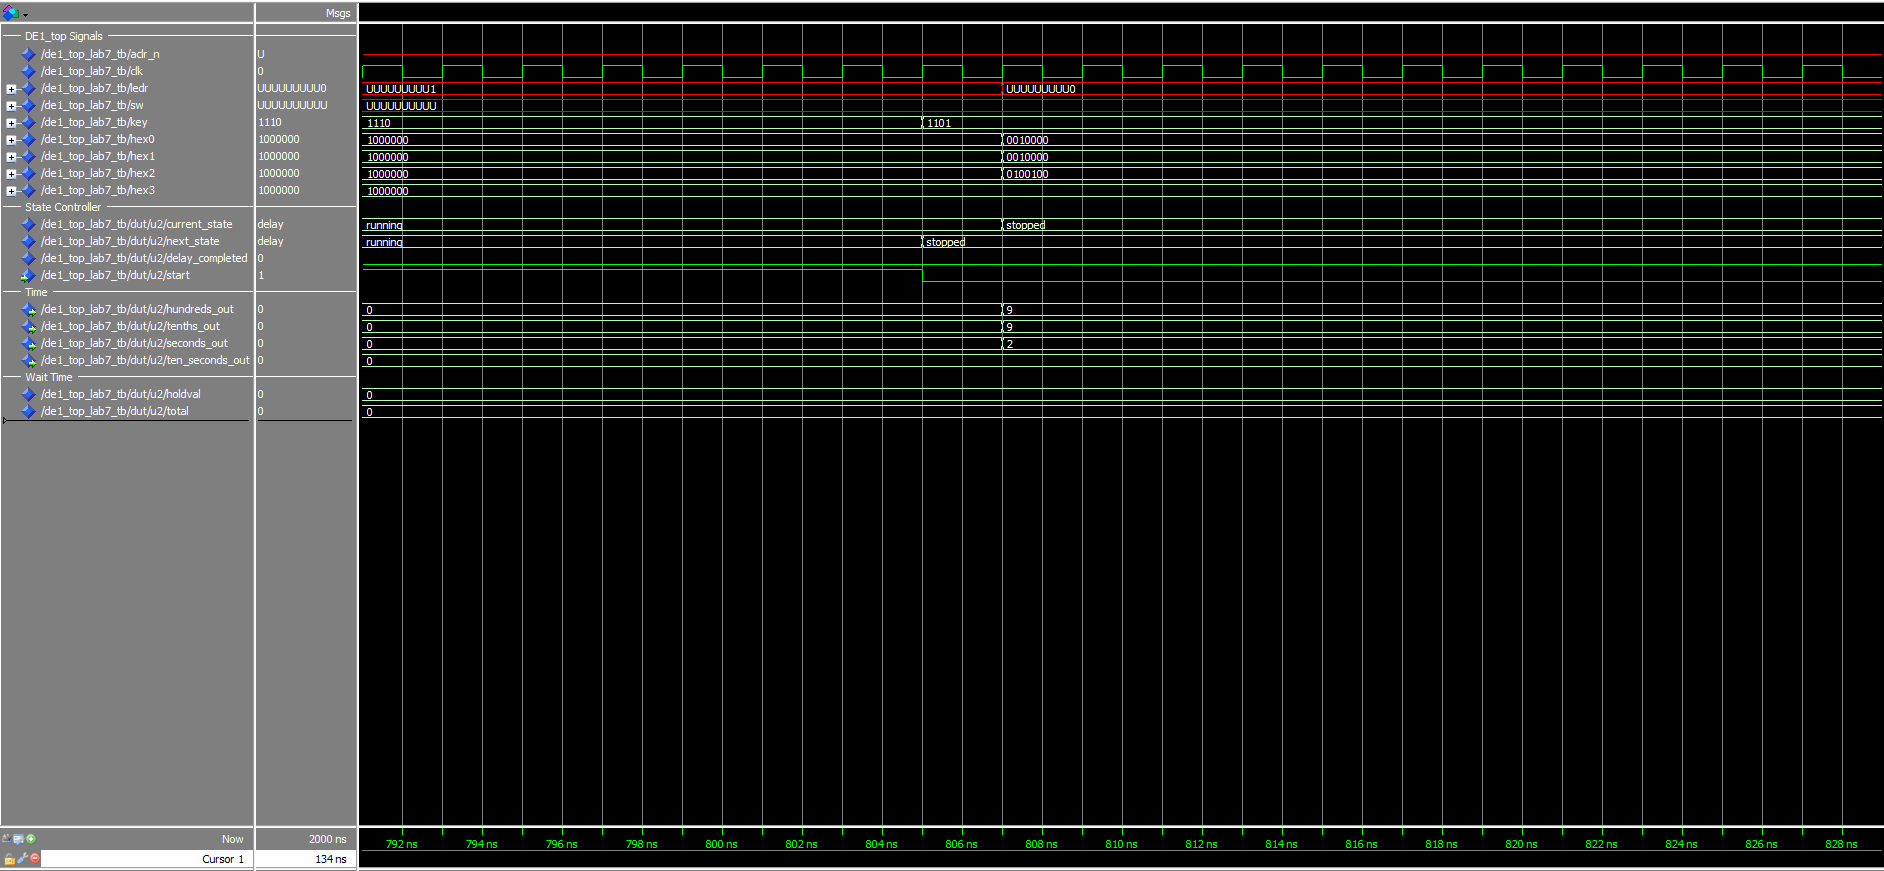 Msgs
DE1_top Signals
/de1_top_lab7_tb/aclr_n U
/de1_top_lab7_tb/clk 0
/de1_top_lab7_tb/ledr UUUUUUUUU0 UUUUUUUUU1 UUUUUUUUU0
/de1_top_lab7_tb/sw UUUUUUUUUU UUUUUUUUUU
/de1_top_lab7_tb/key 1110 1110 1101
/de1_top_lab7_tb/hex0 1000000 1000000 0010000
/de1_top_lab7_tb/hex1 1000000 1000000 0010000
/de1_top_lab7_tb/hex2 1000000 1000000 0100100
/de1_top_lab7_tb/hex3 1000000 1000000
State Controller
/de1_top_lab7_tb/dut/u2/current_state delay running stopped
/de1_top_lab7_tb/dut/u2/next_state delay running stopped
/de1_top_lab7_tb/dut/u2/delay_completed 0
/de1_top_lab7_tb/dut/u2/start 1
Time
/de1_top_lab7_tb/dut/u2/hundreds_out 0 0 9
/de1_top_lab7_tb/dut/u2/tenths_out 0 0 9
/de1_top_lab7_tb/dut/u2/seconds_out 0 0 2
/de1_top_lab7_tb/dut/u2/ten_seconds_out 0 0
Wait Time
/de1_top_lab7_tb/dut/u2/holdval 0 0
/de1_top_lab7_tb/dut/u2/total 0 0
Now 2000 ns
792 ns 794 ns 796 ns 798 ns 800 ns 802 ns 804 ns 806 ns 808 ns 810 ns 812 ns 814 ns 816 ns 818 ns 820 ns 822 ns 824 ns 826 ns 828 ns
Cursor 1 134 ns